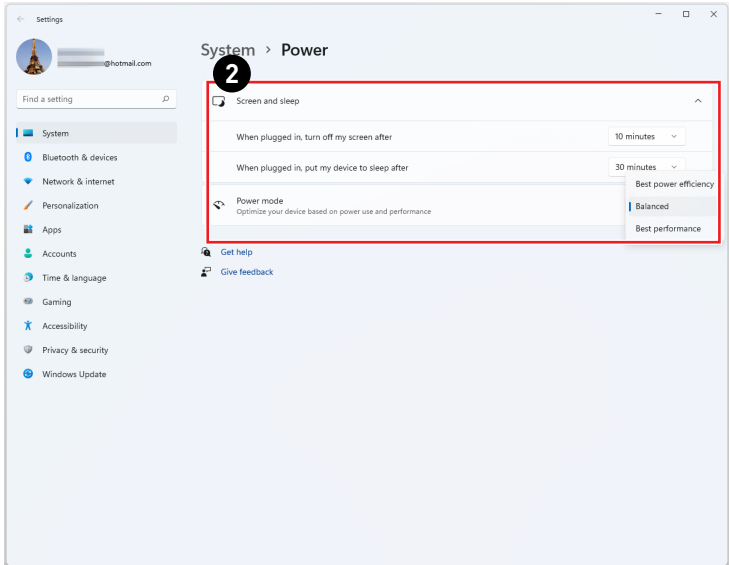 Settings
@hotmail.com
Find a setting
System
Bluetooth & devices
Network & internet
Personalization
Apps
Accounts
Time & language
Gaming
Accessibility
Privacy & security
Windows Update
System > Power
2
Screen and sleep
When plugged in, turn off my screen after
10 minutes
When plugged in, put my device to sleep after
30 minutes
Power mode
Optimize your device based on power use and performance
Best power efficiency
Balanced
Best performance
Get help
Give feedback